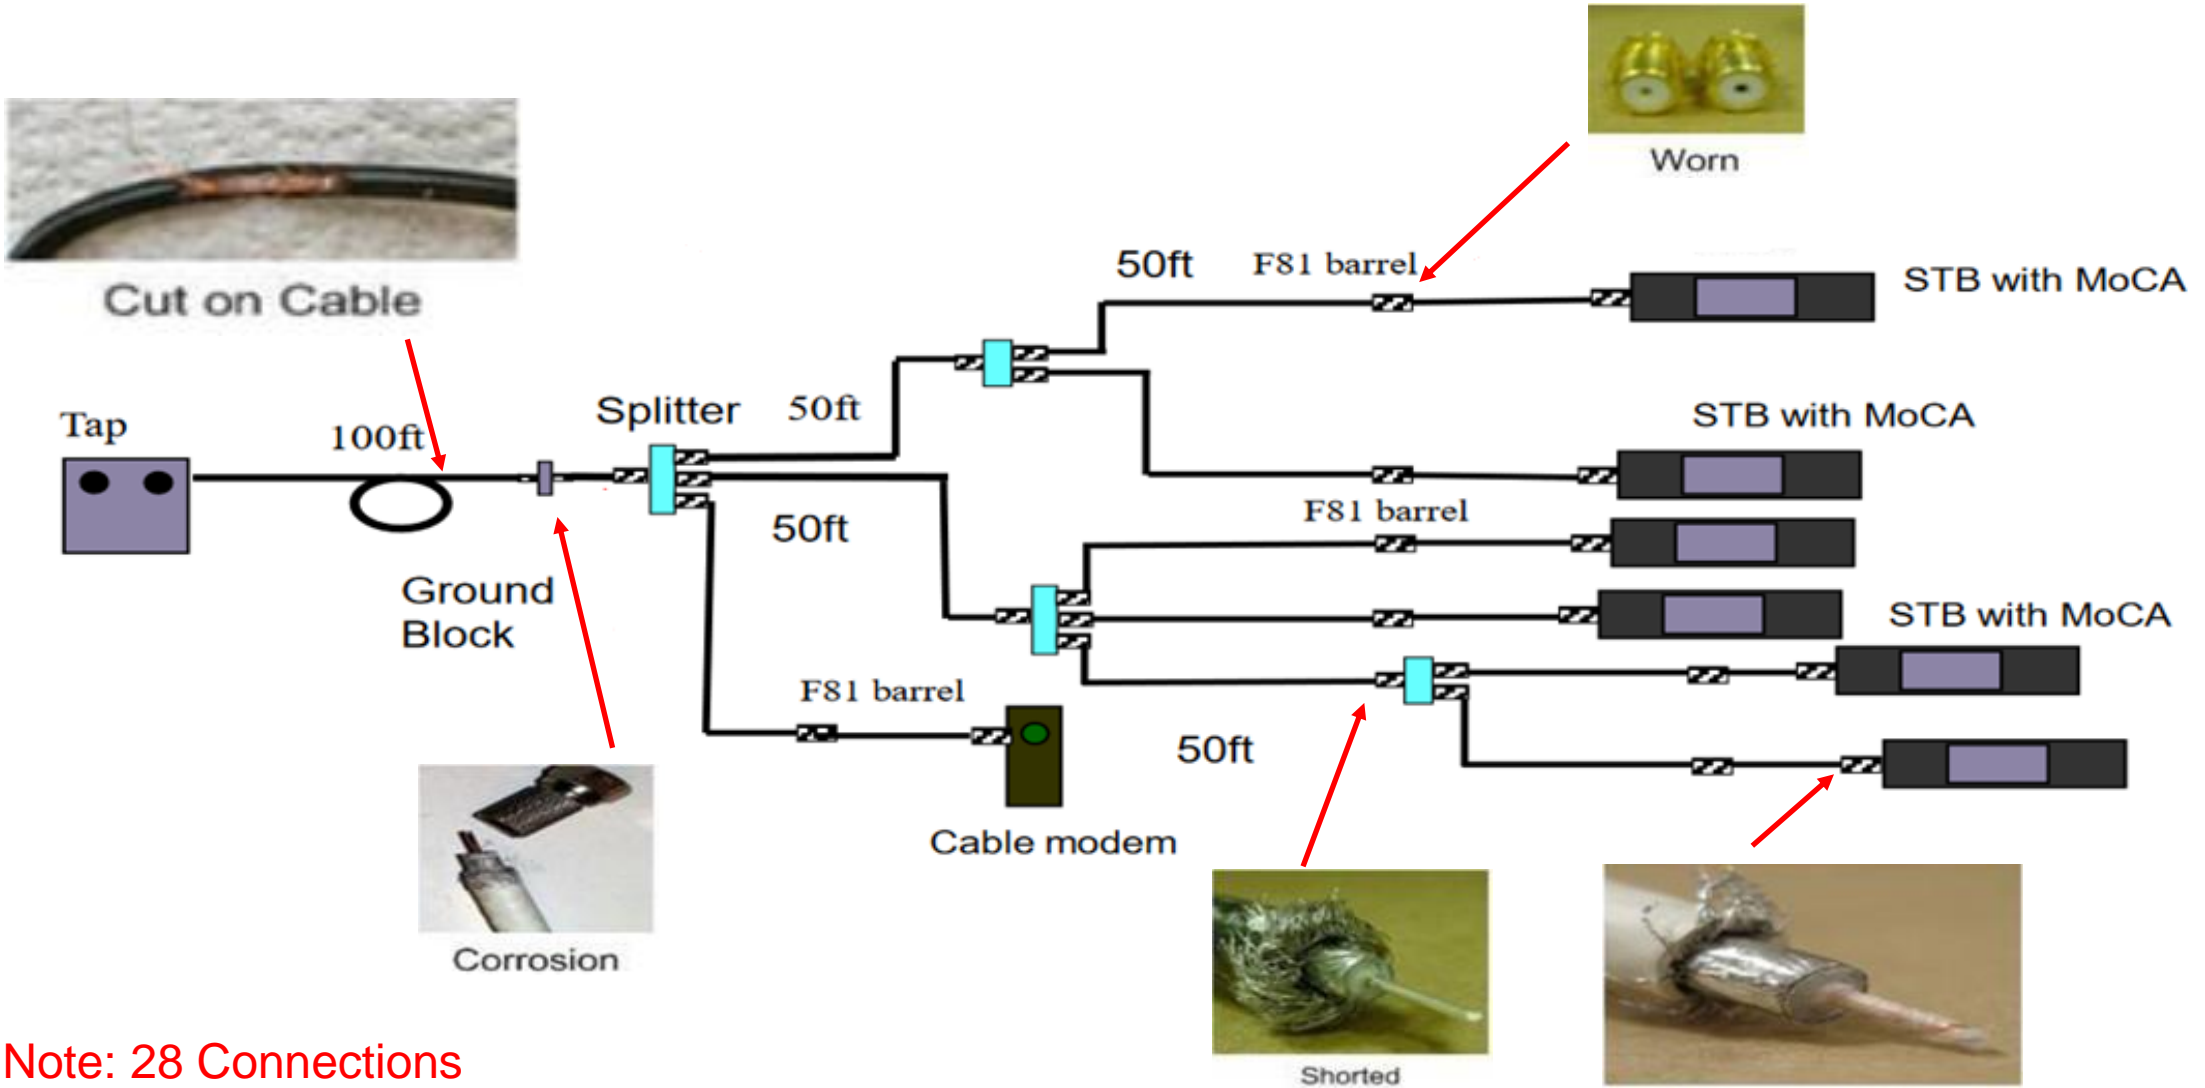 Worn
Cut on Cable
50ft
F81 barrel
STB with MoCA
Tap
100ft
Splitter
50ft
STB with MoCA
50ft
F81 barrel
Ground
Block
STB with MoCA
F81 barrel
50ft
Cable modem
Corrosion
Shorted
Note: 28 Connections